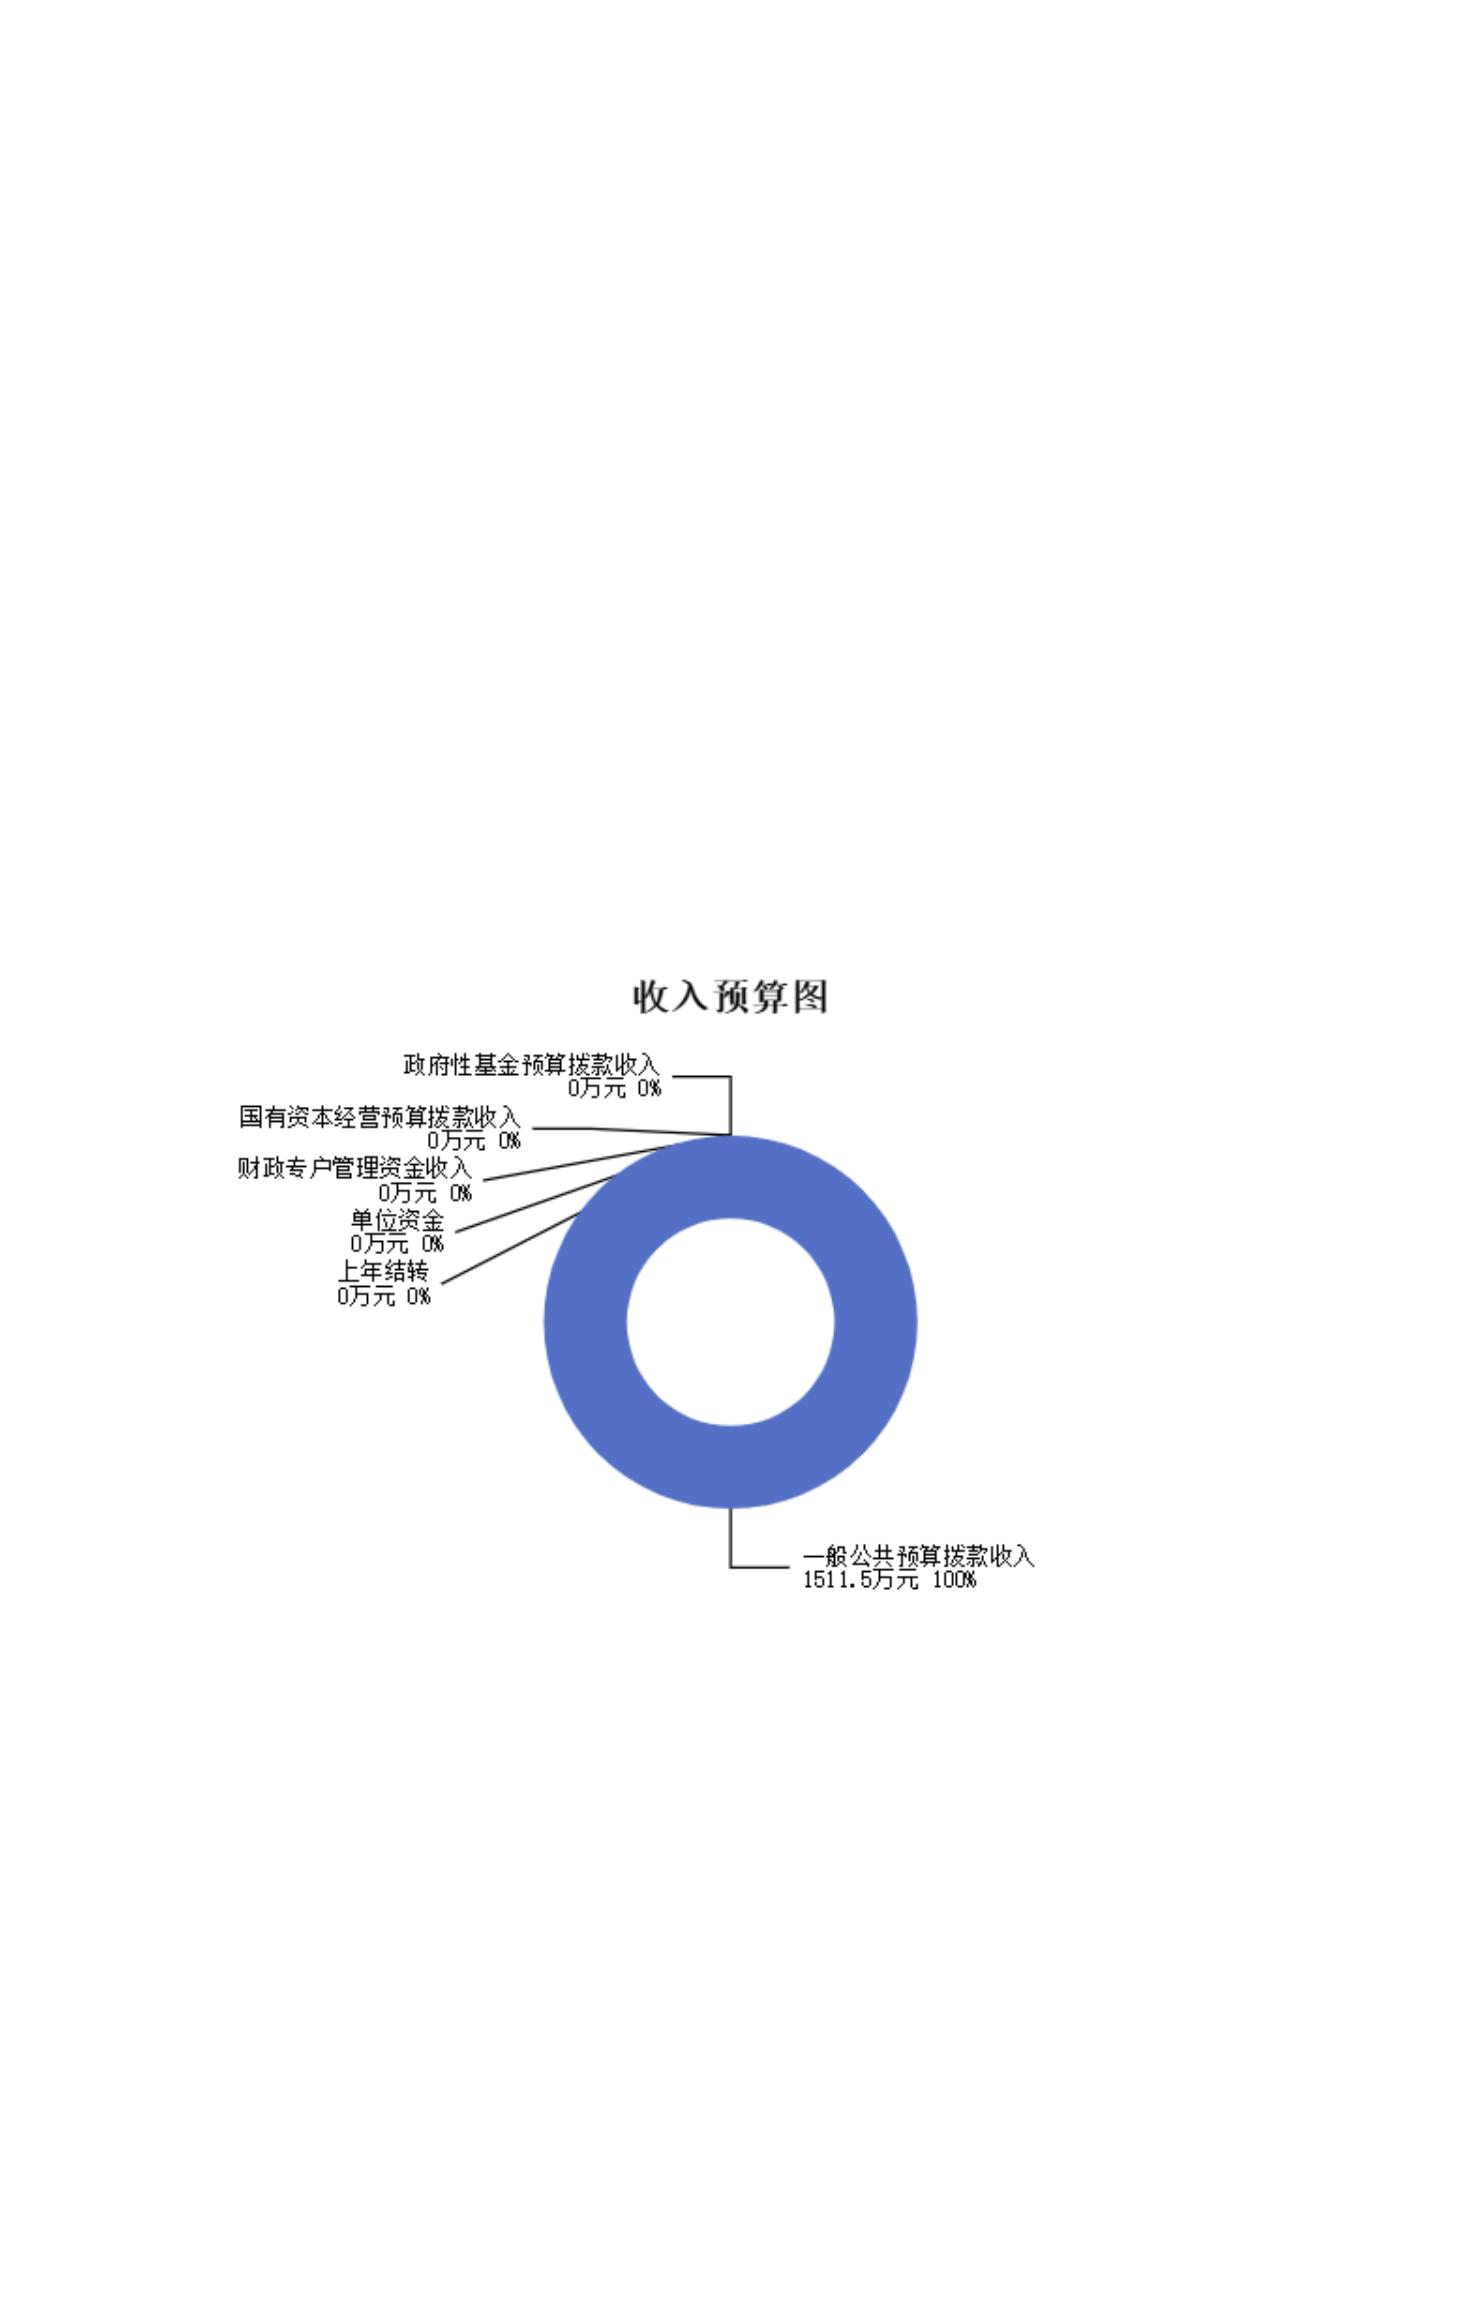 收入预算图
政府性基金预算拨款收入
0万元 0%
国有资本经营预算拨款收入
0万元 0%
财政专户管理资金收入
0万元 0%
单位资金
0万元 0%
上年结转
0万元 0%
一般公共预算拨款收入
1511.5万元 100%